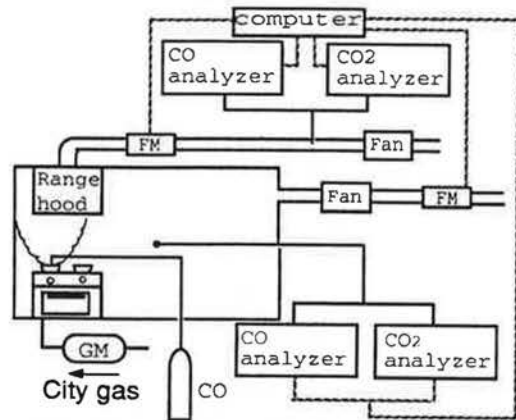 computer
CO
analyzer
CO2
analyzer
FM
Fan
Range
hood
Fan
FM
CO
analyzer
CO2
analyzer
GM
CO
City gas